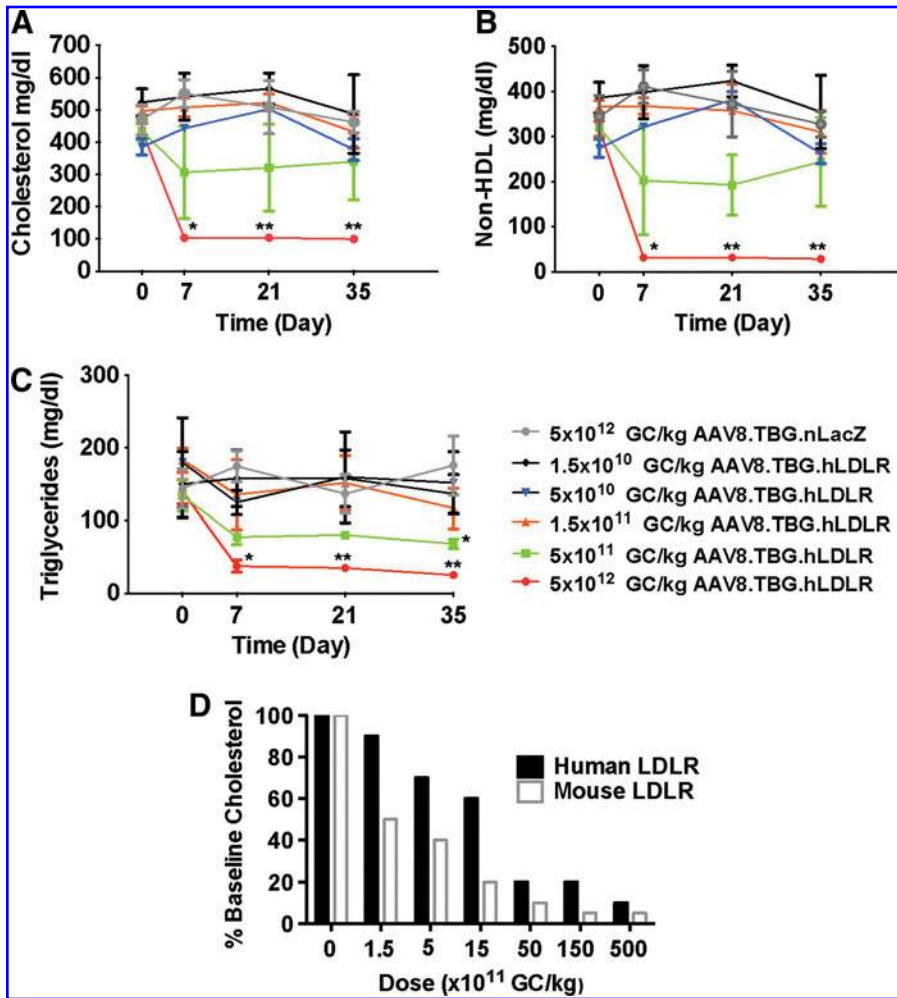 A
Cholesterol mg/dl
700
600
500
400
300
200
100
0
* ** **
0 7 21 35
Time (Day)
B
Non-HDL (mg/dl)
400
300
200
100
0
* ** **
0 7 21 35
Time (Day)
C
Triglycerides (mg/dl)
300
200
100
0
*
* ** **
0 7 21 35
Time (Day)
5x10¹² GC/kg AAV8.TBG.nLacZ
1.5x10¹⁰ GC/kg AAV8.TBG.hLDLR
5x10¹⁰ GC/kg AAV8.TBG.hLDLR
1.5x10¹¹ GC/kg AAV8.TBG.hLDLR
5x10¹¹ GC/kg AAV8.TBG.hLDLR
5x10¹² GC/kg AAV8.TBG.hLDLR
D
% Baseline Cholesterol
100
80
60
40
20
0
Human LDLR
Mouse LDLR
0 1.5 5 15 50 150 500
Dose (x10¹¹ GC/kg)